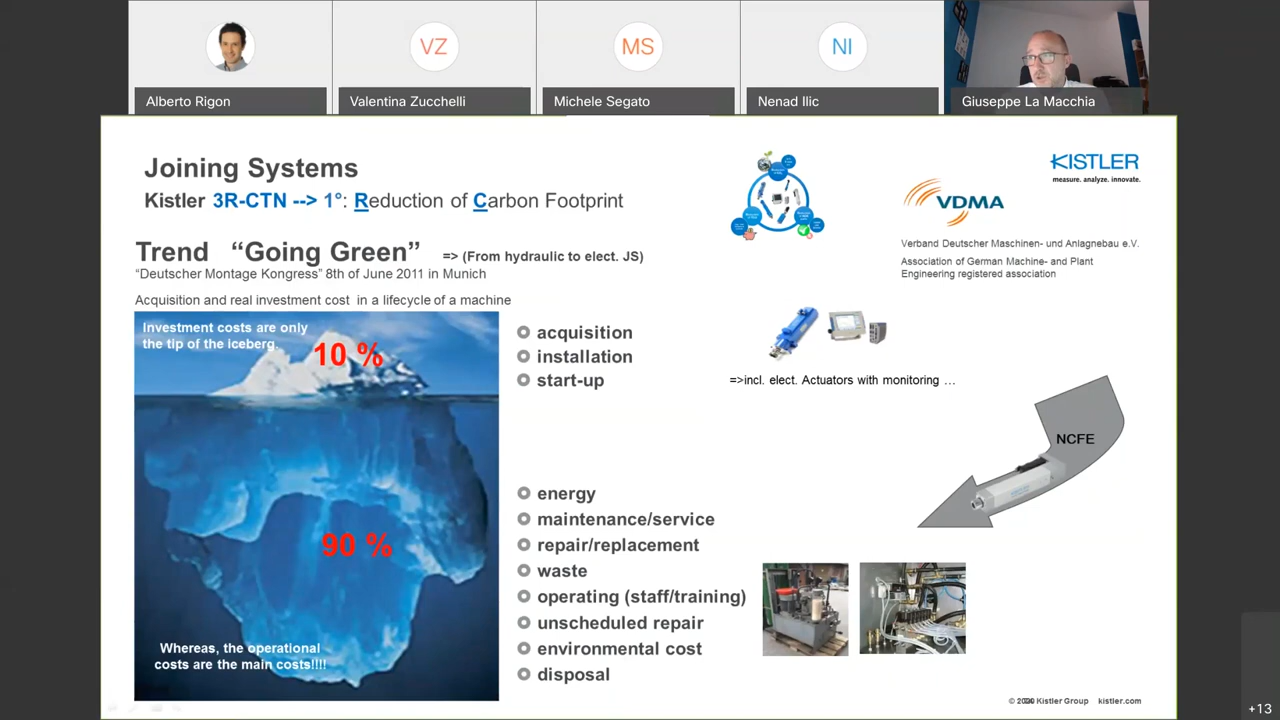 VZ
MS
NI
Alberto Rigon
Valentina Zucchelli
Michele Segato
Nenad Ilic
Giuseppe La Macchia
Joining Systems
Kistler 3R-CTN --> 1°: Reduction of Carbon Footprint
KISTLER
measure. analyze. innovate.
VDMA
Verband Deutscher Maschinen- und Anlagnebau e.V.
Association of German Machine- and Plant
Engineering registered association
Trend “Going Green” => (From hydraulic to elect. JS)
“Deutscher Montage Kongress” 8th of June 2011 in Munich
Acquisition and real investment cost in a lifecycle of a machine
Investment costs are only
the tip of the iceberg.
10 %
acquisition
installation
start-up
=>incl. elect. Actuators with monitoring …
NCFE
90 %
Whereas, the operational
costs are the main costs!!!!
energy
maintenance/service
repair/replacement
waste
operating (staff/training)
unscheduled repair
environmental cost
disposal
© Kistler Group kistler.com
+13